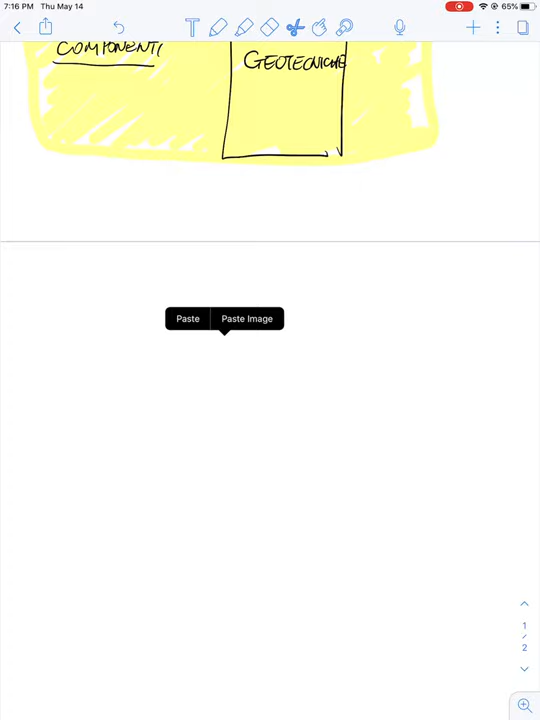 7:16 PM Thu May 14
65%
COMPONENTI
GEOTECNICHE
Paste
Paste Image
1
/
2